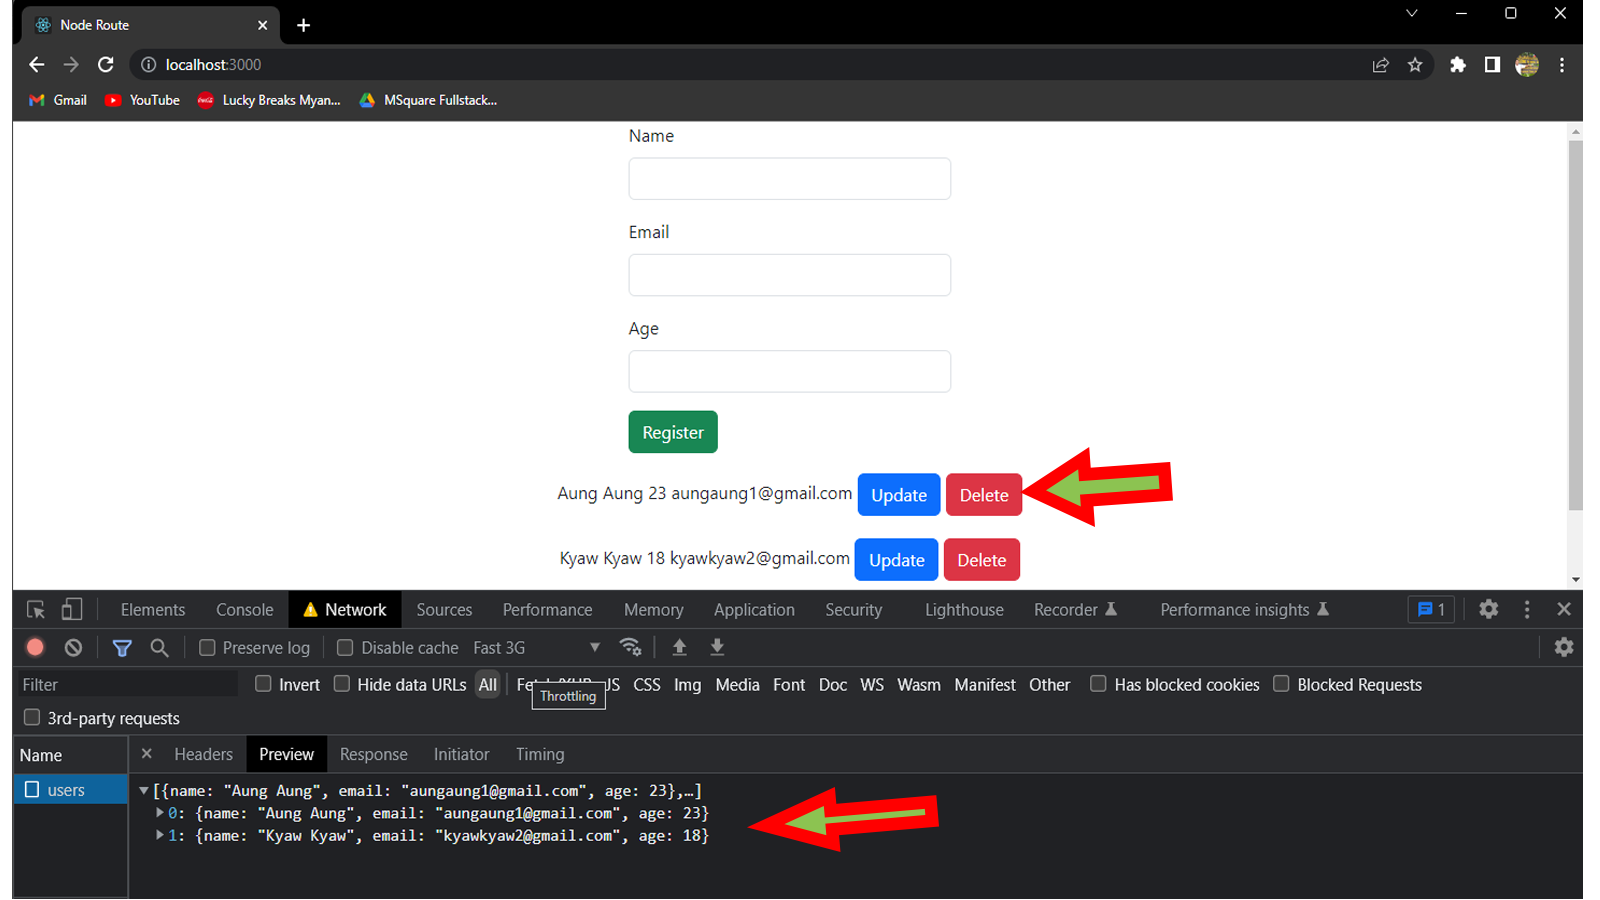 Node Route
localhost:3000
Gmail YouTube Lucky Breaks Myan... MSquare Fullstack...
Name
Email
Age
Register
Aung Aung 23 aungaung1@gmail.com Update Delete
Kyaw Kyaw 18 kyawkyaw2@gmail.com Update Delete
Elements Console Network Sources Performance Memory Application Security Lighthouse Recorder Performance insights 1
Preserve log Disable cache Fast 3G
Filter Invert Hide data URLs All JS CSS Img Media Font Doc WS Wasm Manifest Other Has blocked cookies Blocked Requests
Throttling
3rd-party requests
Name Headers Preview Response Initiator Timing
users
[{name: "Aung Aung", email: "aungaung1@gmail.com", age: 23},…]
0: {name: "Aung Aung", email: "aungaung1@gmail.com", age: 23}
1: {name: "Kyaw Kyaw", email: "kyawkyaw2@gmail.com", age: 18}